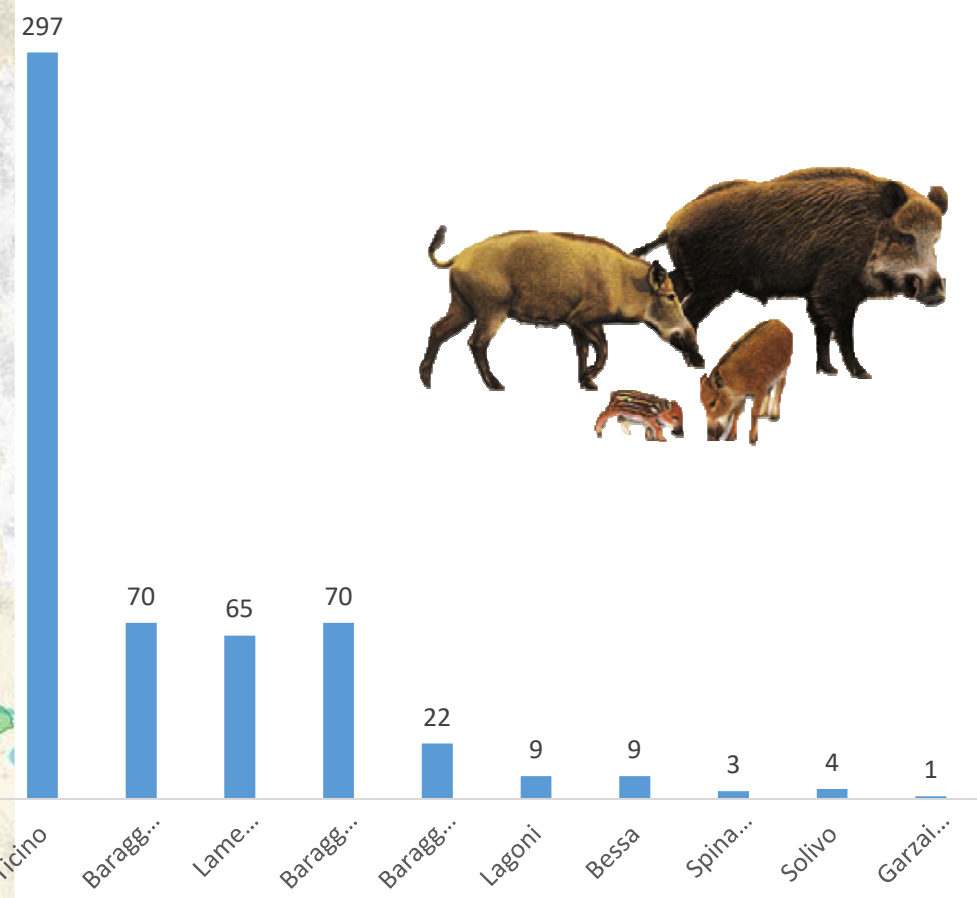 297
70
65
70
22
9
9
3
4
1
Ticino
Baragg...
Lame...
Baragg...
Baragg...
Lagoni
Bessa
Spina...
Solivo
Garzai...